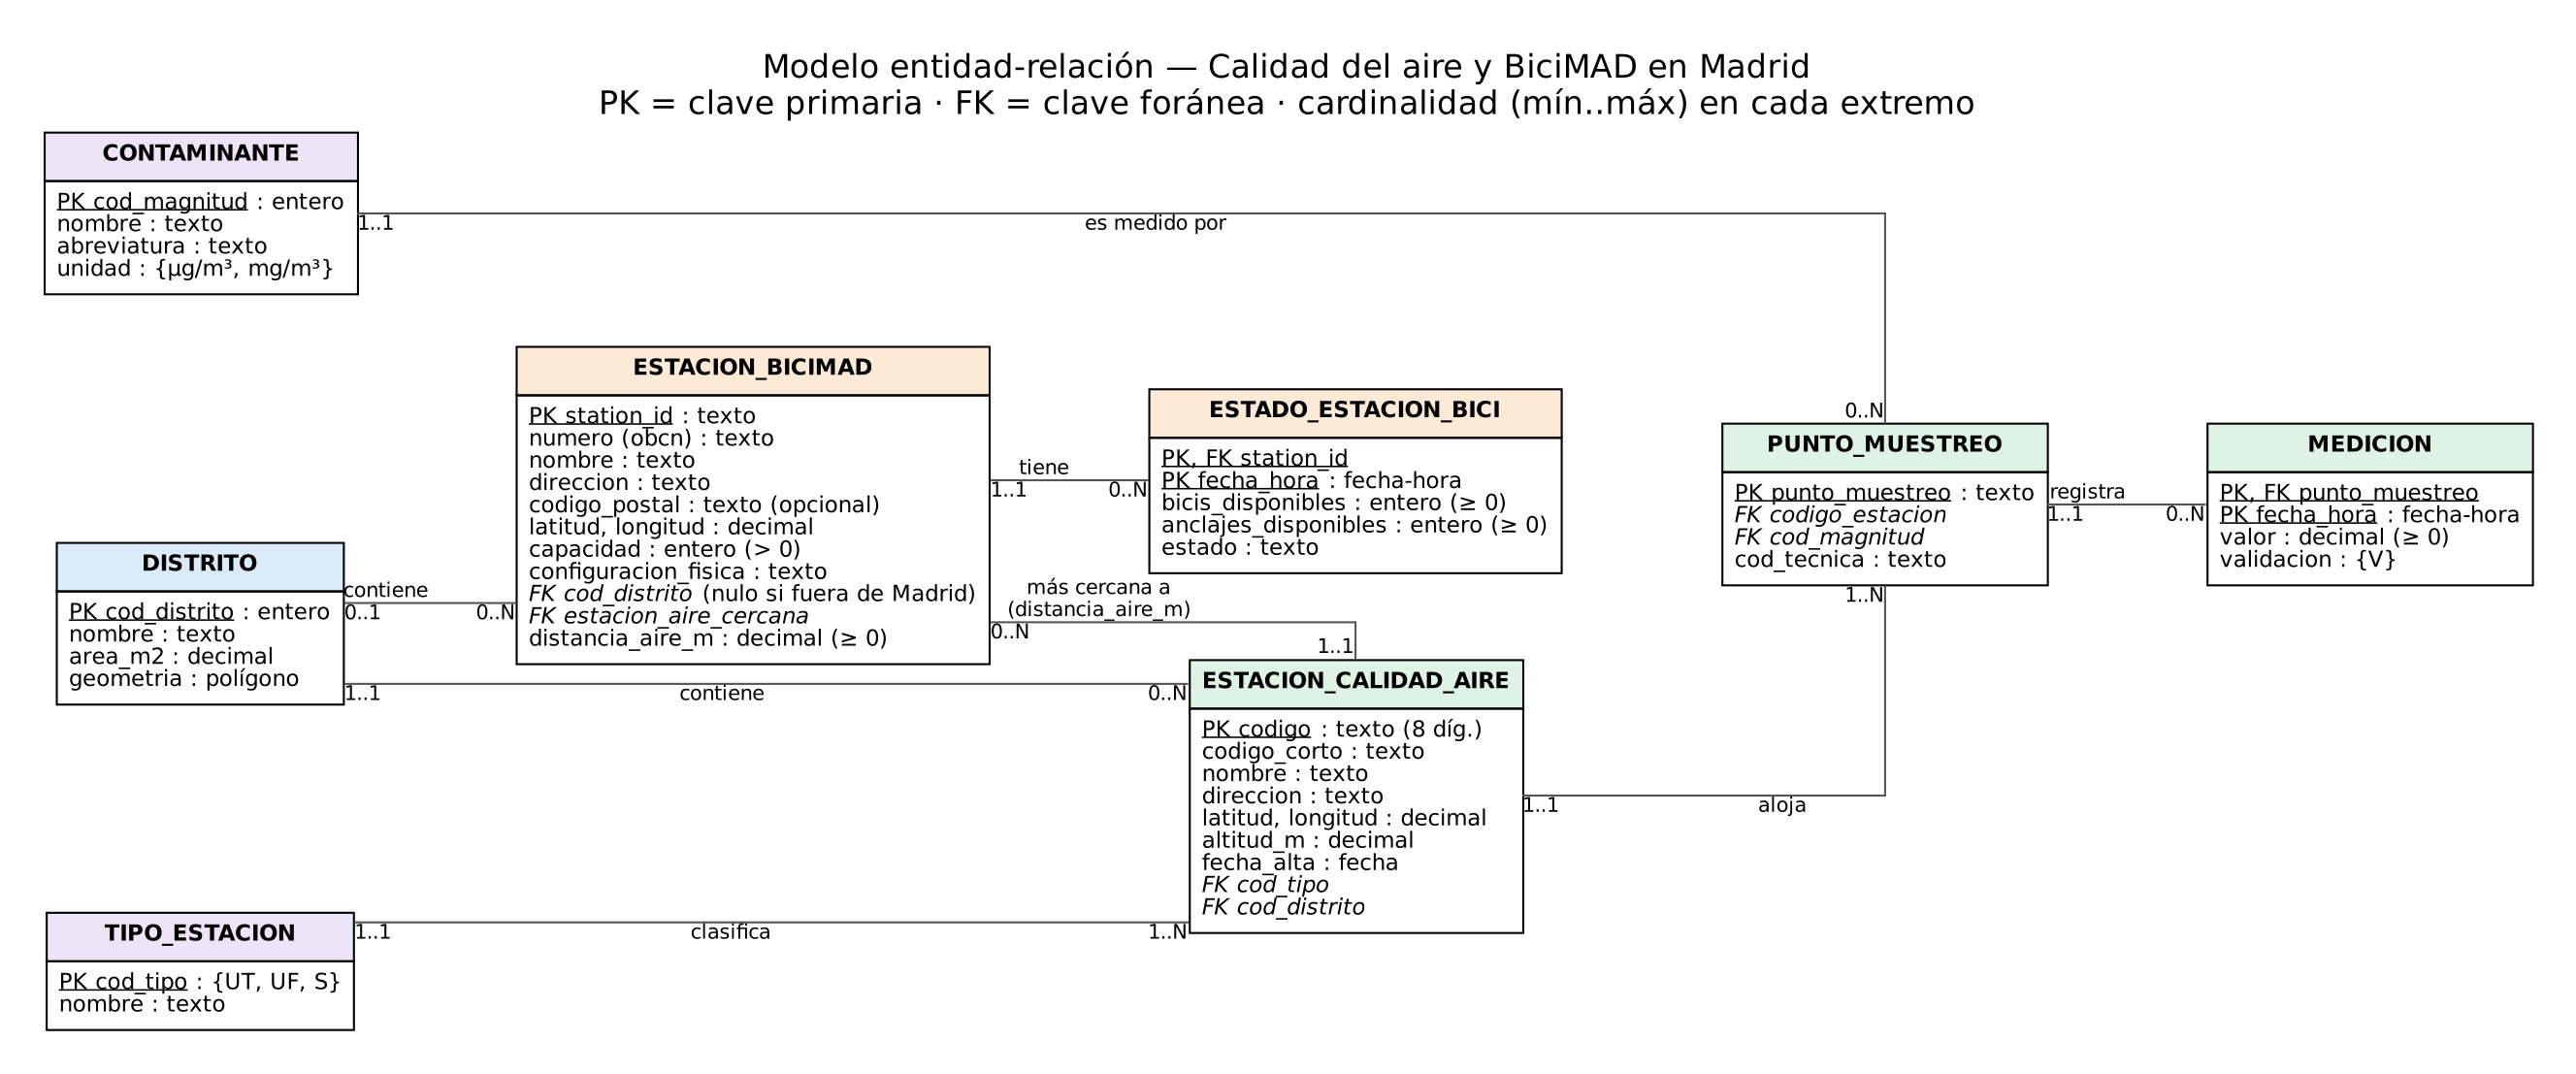 Modelo entidad-relación — Calidad del aire y BiciMAD en Madrid
PK = clave primaria · FK = clave foránea · cardinalidad (mín..máx) en cada extremo
CONTAMINANTE
PK cod_magnitud : entero
nombre : texto
abreviatura : texto
unidad : {µg/m³, mg/m³}
1..1
es medido por
0..N
ESTACION_BICIMAD
PK station_id : texto
numero (obcn) : texto
nombre : texto
direccion : texto
codigo_postal : texto (opcional)
latitud, longitud : decimal
capacidad : entero (> 0)
configuracion_fisica : texto
FK cod_distrito (nulo si fuera de Madrid)
FK estacion_aire_cercana
distancia_aire_m : decimal (≥ 0)
tiene
1..1
0..N
ESTADO_ESTACION_BICI
PK, FK station_id
PK fecha_hora : fecha-hora
bicis_disponibles : entero (≥ 0)
anclajes_disponibles : entero (≥ 0)
estado : texto
PUNTO_MUESTREO
PK punto_muestreo : texto
FK codigo_estacion
FK cod_magnitud
cod_tecnica : texto
registra
1..1
0..N
MEDICION
PK, FK punto_muestreo
PK fecha_hora : fecha-hora
valor : decimal (≥ 0)
validacion : {V}
DISTRITO
PK cod_distrito : entero
nombre : texto
area_m2 : decimal
geometria : polígono
contiene
0..1
0..N
más cercana a
(distancia_aire_m)
0..N
1..1
1..1
contiene
0..N
ESTACION_CALIDAD_AIRE
PK codigo : texto (8 díg.)
codigo_corto : texto
nombre : texto
direccion : texto
latitud, longitud : decimal
altitud_m : decimal
fecha_alta : fecha
FK cod_tipo
FK cod_distrito
1..N
1..1
aloja
TIPO_ESTACION
PK cod_tipo : {UT, UF, S}
nombre : texto
1..1
clasifica
1..N